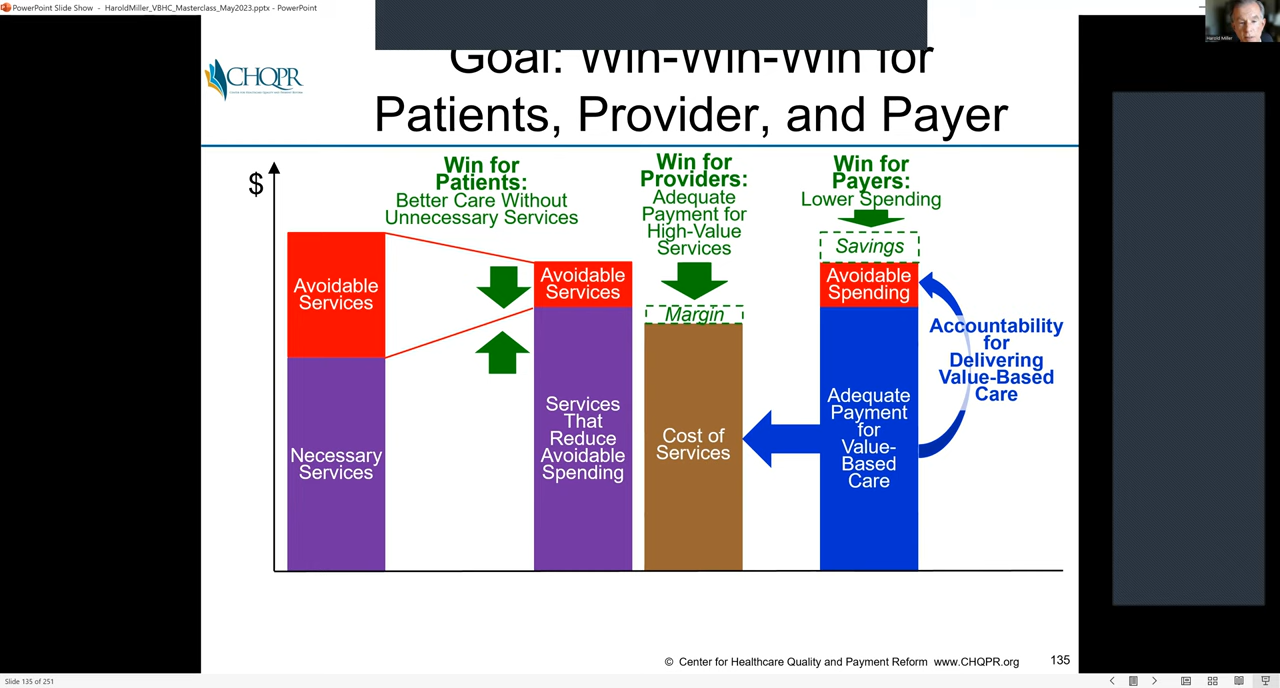 PowerPoint Slide Show - HaroldMiller_VBHC_Masterclass_May2023.pptx - PowerPoint
Harold Miller
CHQPR
Goal: Win-Win-Win for
Patients, Provider, and Payer
$
Win for
Patients:
Better Care Without
Unnecessary Services
Win for
Providers:
Adequate
Payment for
High-Value
Services
Win for
Payers:
Lower Spending
Avoidable
Services
Necessary
Services
Avoidable
Services
Services
That
Reduce
Avoidable
Spending
Margin
Cost of
Services
Savings
Avoidable
Spending
Adequate
Payment
for
Value-
Based
Care
Accountability
for
Delivering
Value-Based
Care
© Center for Healthcare Quality and Payment Reform www.CHQPR.org
135
Slide 135 of 251